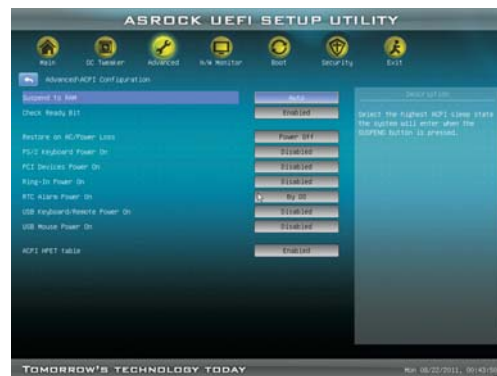 ASROCK UEFI SETUP UTILITY
Main OC Tweaker Advanced H/W Monitor Boot Security Exit
Advanced\ACPI Configuration
Suspend to RAM Auto
Check Ready Bit Enabled
Restore on AC/Power Loss Power Off
PS/2 Keyboard Power On Disabled
PCI Devices Power On Disabled
Ring-In Power On Disabled
RTC Alarm Power On By OS
USB Keyboard/Remote Power On Disabled
USB Mouse Power On Disabled
ACPI HPET table Enabled
Description
Select the highest ACPI sleep state
the system will enter when the
SUSPEND button is pressed.
TOMORROW'S TECHNOLOGY TODAY
Mon 08/22/2011,